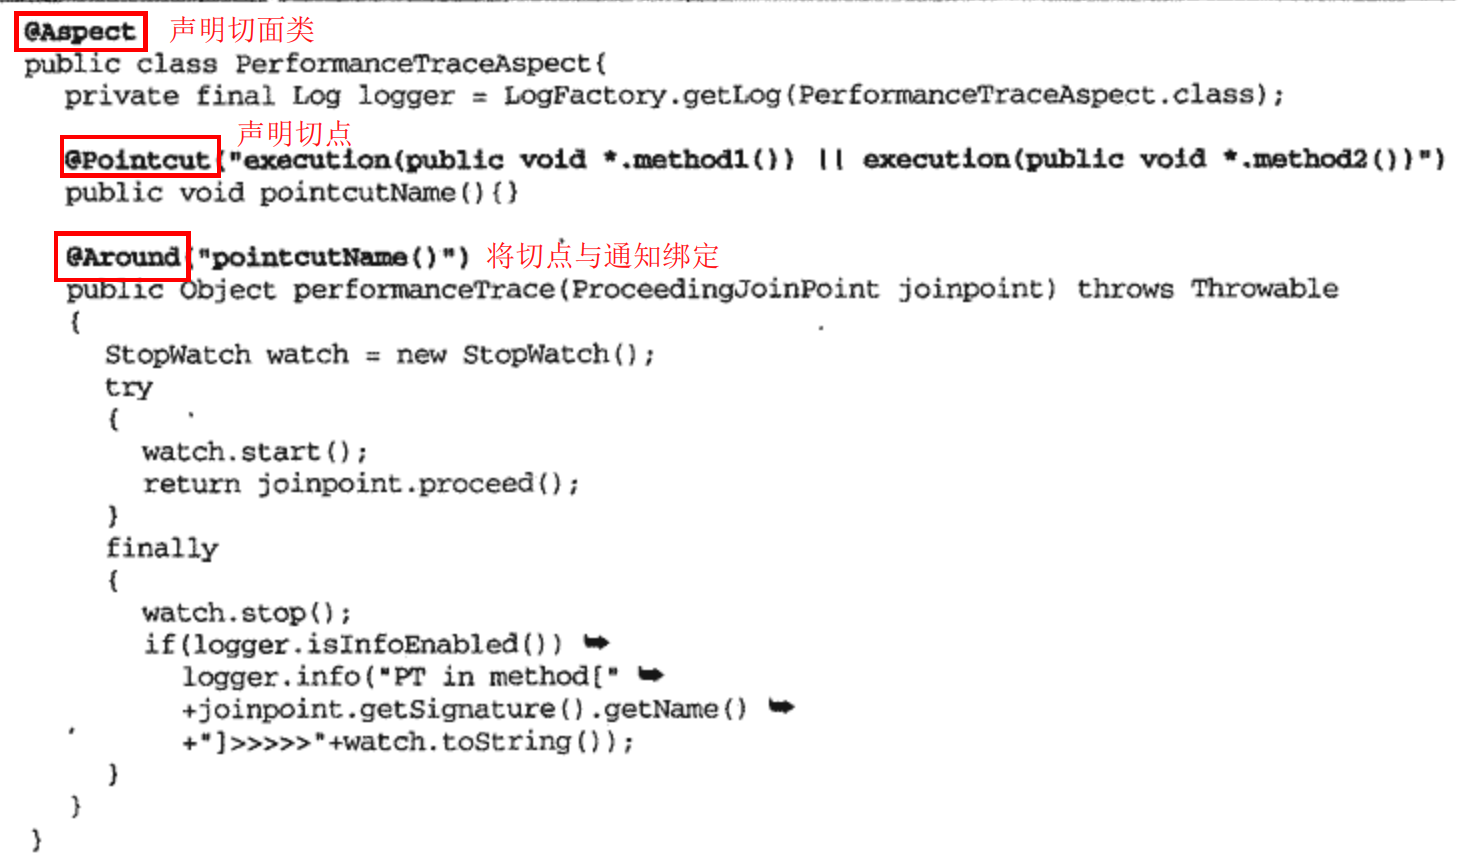 @Aspect 声明切面类
public class PerformanceTraceAspect{
private final Log logger = LogFactory.getLog(PerformanceTraceAspect.class);
声明切点
@Pointcut("execution(public void *.method1()) || execution(public void *.method2())")
public void pointcutName(){}
@Around("pointcutName()") 将切点与通知绑定
public Object performanceTrace(ProceedingJoinPoint joinpoint) throws Throwable
{
StopWatch watch = new StopWatch();
try
{
watch.start();
return joinpoint.proceed();
}
finally
{
watch.stop();
if(logger.isInfoEnabled()) ➥
logger.info("PT in method[" ➥
+joinpoint.getSignature().getName() ➥
+"]>>>>>"+watch.toString());
}
}
}